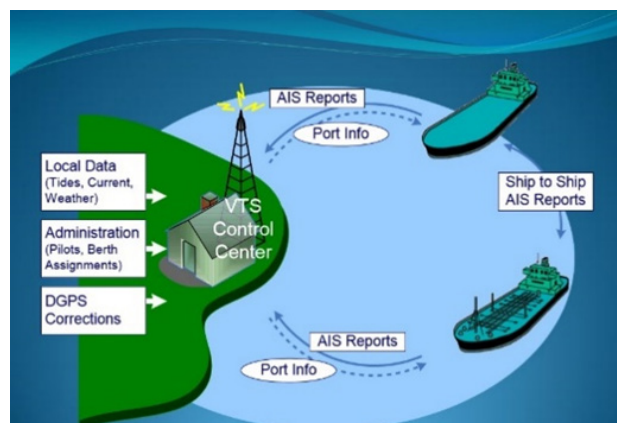 AIS Reports
Port Info
Local Data
(Tides, Current,
Weather)
VTS
Control
Center
Ship to Ship
AIS Reports
Administration
(Pilots, Berth
Assignments)
DGPS
Corrections
AIS Reports
Port Info